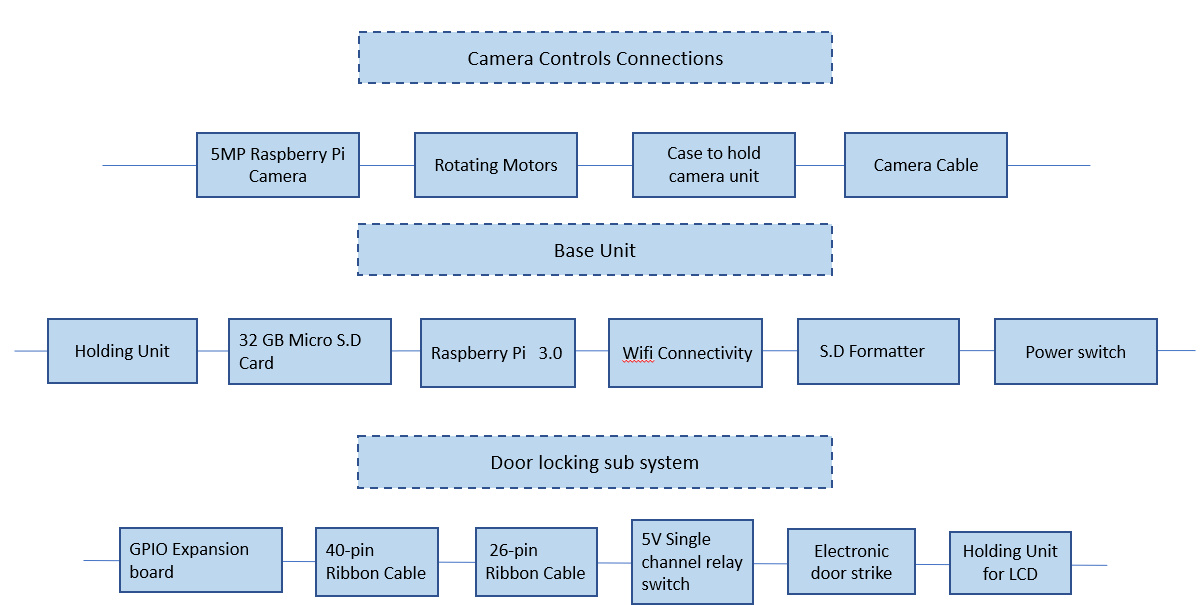 Camera Controls Connections
5MP Raspberry Pi
Camera
Rotating Motors
Case to hold
camera unit
Camera Cable
Base Unit
Holding Unit
32 GB Micro S.D
Card
Raspberry Pi 3.0
Wifi Connectivity
S.D Formatter
Power switch
Door locking sub system
GPIO Expansion
board
40-pin
Ribbon Cable
26-pin
Ribbon Cable
5V Single
channel relay
switch
Electronic
door strike
Holding Unit
for LCD